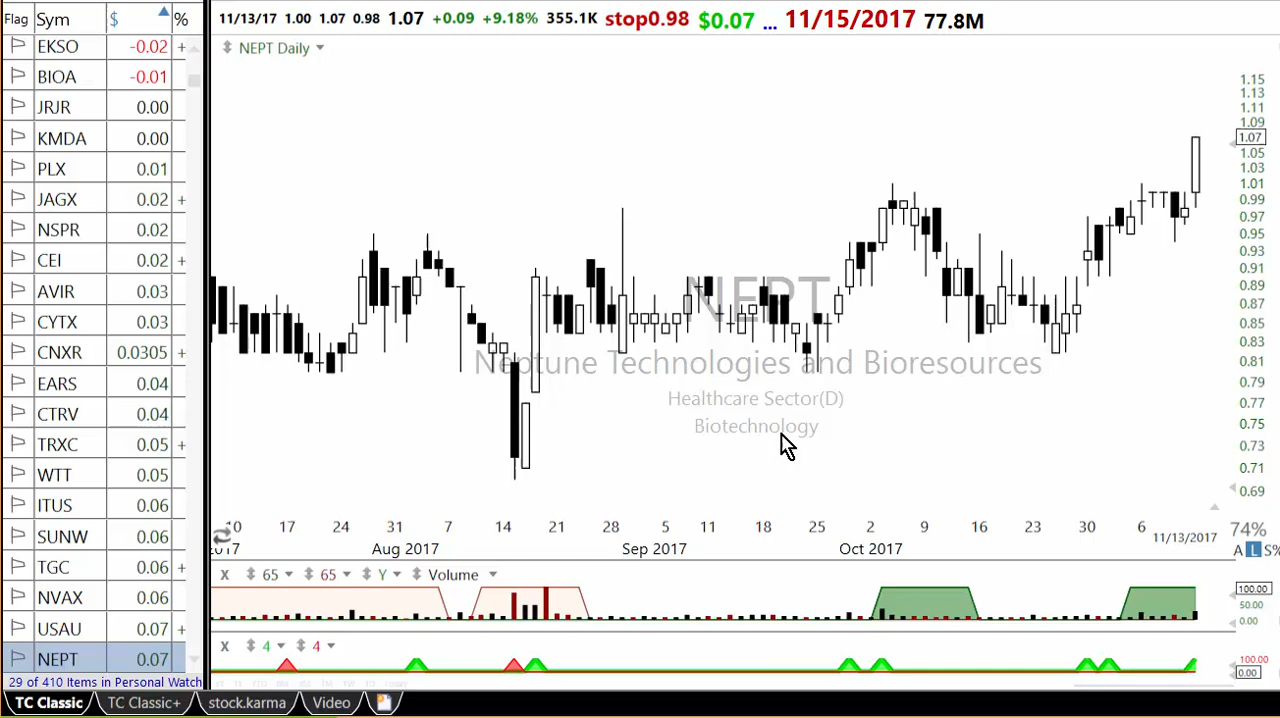 Flag Sym $ %
11/13/17 1.00 1.07 0.98 1.07 +0.09 +9.18% 355.1K stop0.98 $0.07 ... 11/15/2017 77.8M
NEPT Daily
EKSO -0.02 +
BIOA -0.01
JRJR 0.00
KMDA 0.00
PLX 0.01
JAGX 0.02 +
NSPR 0.02
CEI 0.02 +
AVIR 0.03
CYTX 0.03
CNXR 0.0305 +
EARS 0.04
CTRV 0.04
TRXC 0.05 +
WTT 0.05
ITUS 0.06
SUNW 0.06
TGC 0.06 +
NVAX 0.06
USAU 0.07 +
NEPT 0.07
29 of 410 Items in Personal Watch
NEPT
Neptune Technologies and Bioresources
Healthcare Sector(D)
Biotechnology
1.15
1.13
1.11
1.09
1.07
1.05
1.03
1.01
0.99
0.97
0.95
0.93
0.91
0.89
0.87
0.85
0.83
0.81
0.79
0.77
0.75
0.73
0.71
0.69
10 17 24 31 7 14 21 28 5 11 18 25 2 9 16 23 30 6 11/13/2017 74%
2017 Aug 2017 Sep 2017 Oct 2017
A L S%
X 65 65 Y Volume
100.00
50.00
0.00
X 4 4
100.00
0.00
TC Classic TC Classic+ stock.karma Video